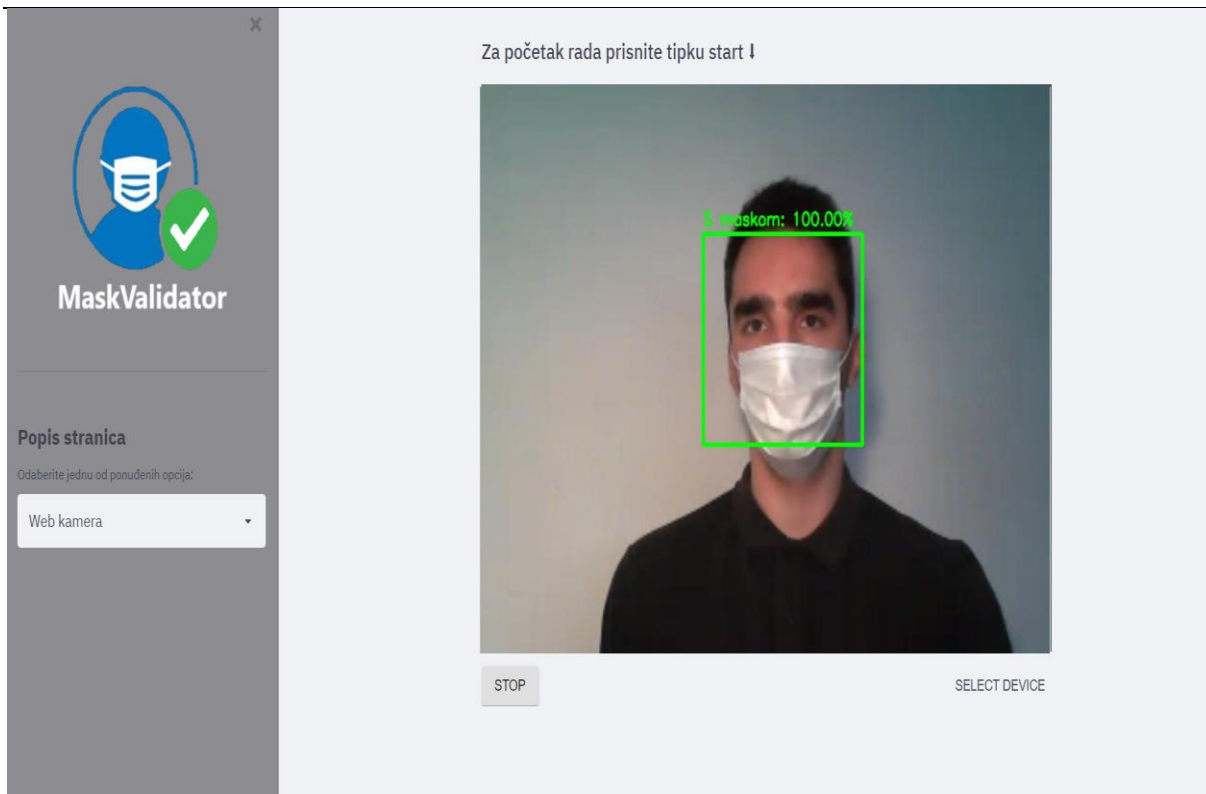 x
MaskValidator
Popis stranica
Odaberite jednu od ponuđenih opcija:
Web kamera
Za početak rada prisnite tipku start ⬇
S maskom: 100.00%
STOP
SELECT DEVICE